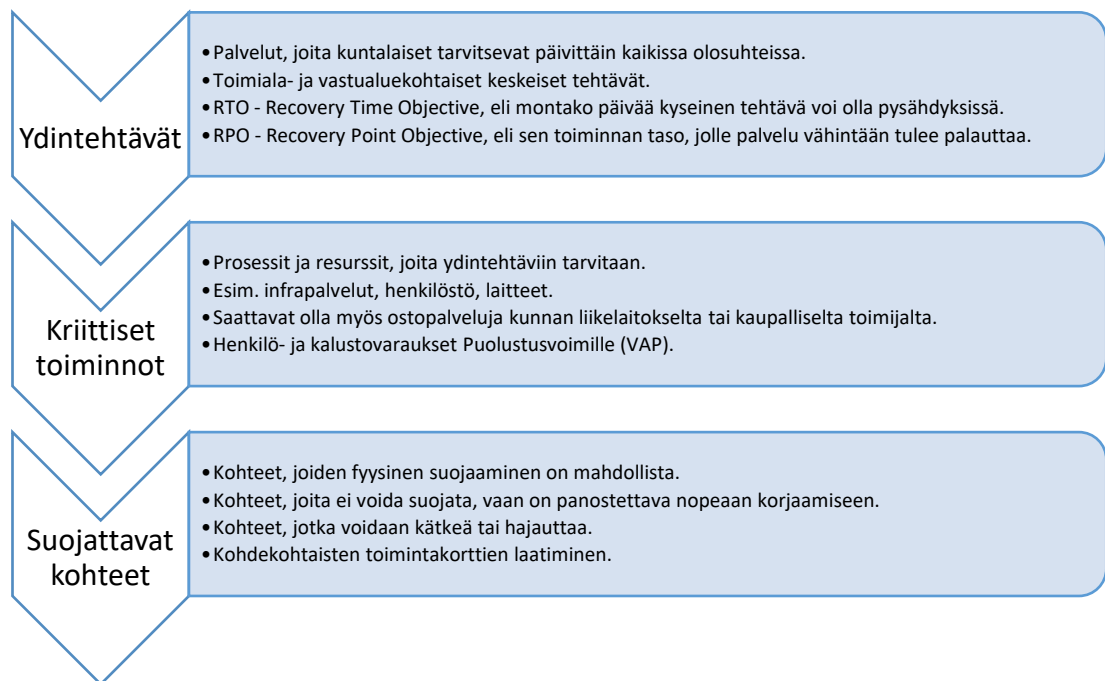 Ydintehtävät
•Palvelut, joita kuntalaiset tarvitsevat päivittäin kaikissa olosuhteissa.
•Toimiala- ja vastualuekohtaiset keskeiset tehtävät.
•RTO - Recovery Time Objective, eli montako päivää kyseinen tehtävä voi olla pysähdyksissä.
•RPO - Recovery Point Objective, eli sen toiminnan taso, jolle palvelu vähintään tulee palauttaa.
Kriittiset
toiminnot
•Prosessit ja resurssit, joita ydintehtäviin tarvitaan.
•Esim. infrapalvelut, henkilöstö, laitteet.
•Saattavat olla myös ostopalveluja kunnan liikelaitokselta tai kaupalliselta toimijalta.
•Henkilö- ja kalustovaraukset Puolustusvoimille (VAP).
Suojattavat
kohteet
•Kohteet, joiden fyysinen suojaaminen on mahdollista.
•Kohteet, joita ei voida suojata, vaan on panostettava nopeaan korjaamiseen.
•Kohteet, jotka voidaan kätkeä tai hajauttaa.
•Kohdekohtaisten toimintakorttien laatiminen.